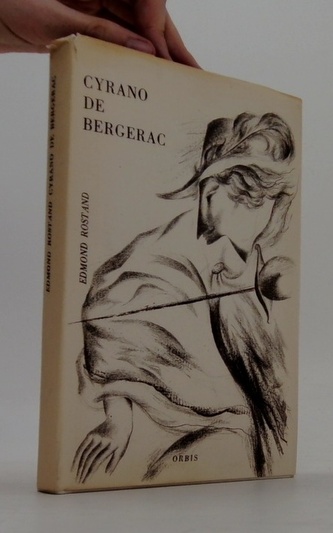 CYRANO
DE
BERGERAC
EDMOND ROSTAND
ORBIS
EDMOND ROSTAND CYRANO DE BERGERAC